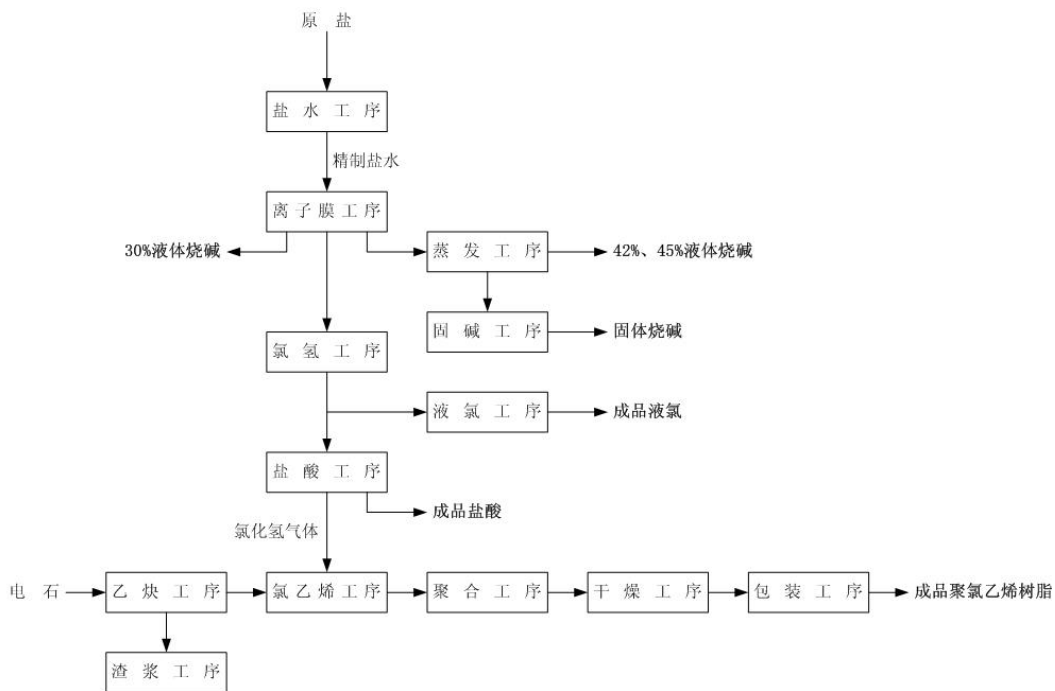 原 盐
盐 水 工 序
精制盐水
离 子 膜 工 序
30%液体烧碱
蒸 发 工 序
42%、45%液体烧碱
固 碱 工 序
固体烧碱
氯 氢 工 序
液 氯 工 序
成品液氯
盐 酸 工 序
成品盐酸
氯化氢气体
电 石
乙 炔 工 序
氯 乙 烯 工 序
聚 合 工 序
干 燥 工 序
包 装 工 序
成品聚氯乙烯树脂
渣 浆 工 序